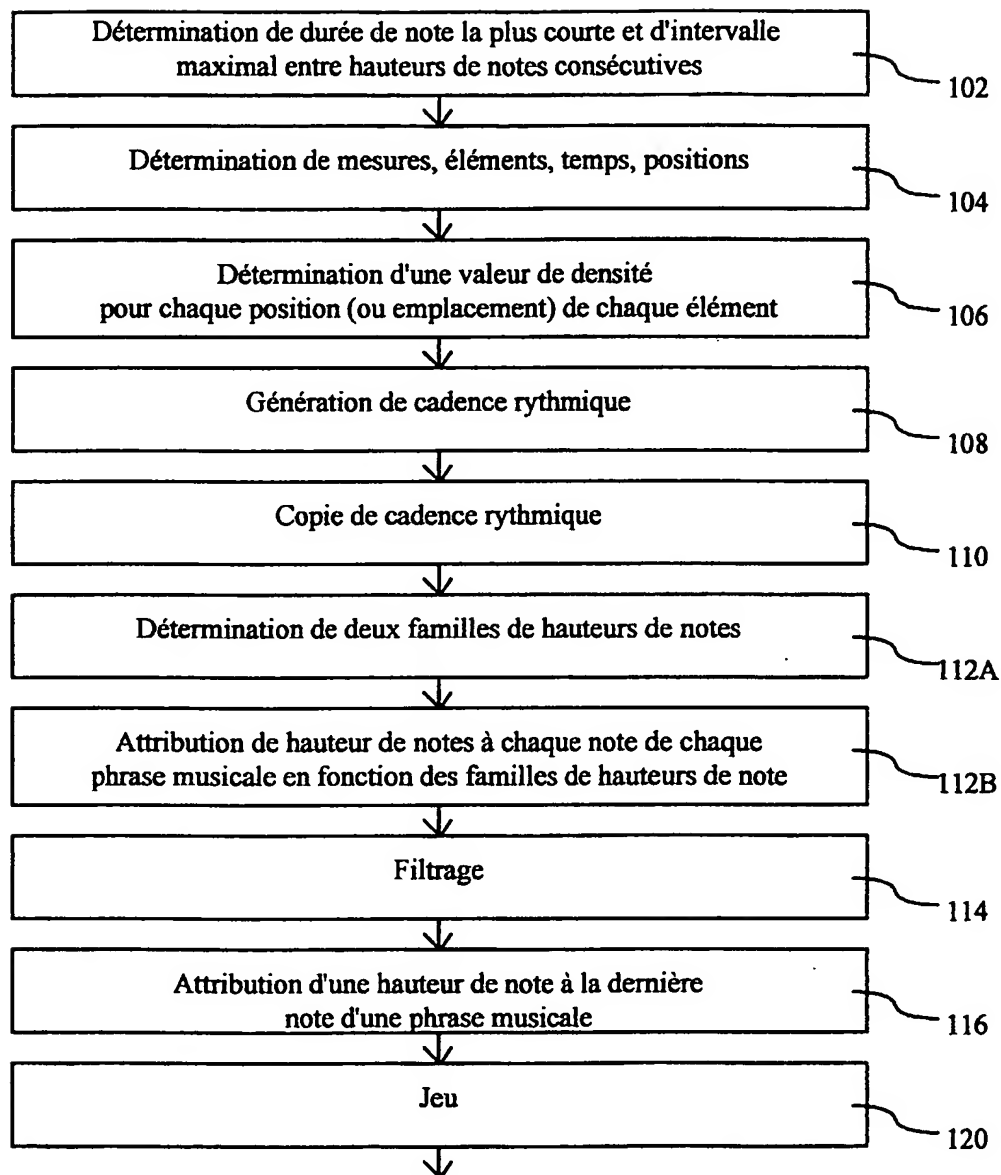 Détermination de durée de note la plus courte et d'intervalle
maximal entre hauteurs de notes consécutives
102
Détermination de mesures, éléments, temps, positions
104
Détermination d'une valeur de densité
pour chaque position (ou emplacement) de chaque élément
106
Génération de cadence rythmique
108
Copie de cadence rythmique
110
Détermination de deux familles de hauteurs de notes
112A
Attribution de hauteur de notes à chaque note de chaque
phrase musicale en fonction des familles de hauteurs de note
112B
Filtrage
114
Attribution d'une hauteur de note à la dernière
note d'une phrase musicale
116
Jeu
120